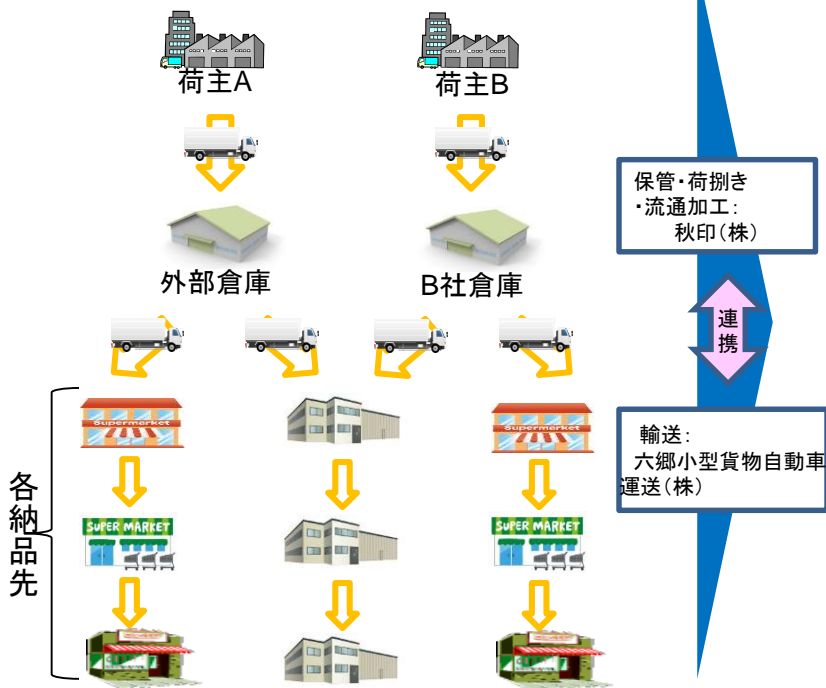 荷主A
荷主B
保管・荷捌き
・流通加工：
秋印（株）
外部倉庫
B社倉庫
連携
Supermarket
Supermarket
輸送：
六郷小型貨物自動車
運送（株）
各納品先
SUPER MARKET
SUPER MARKET